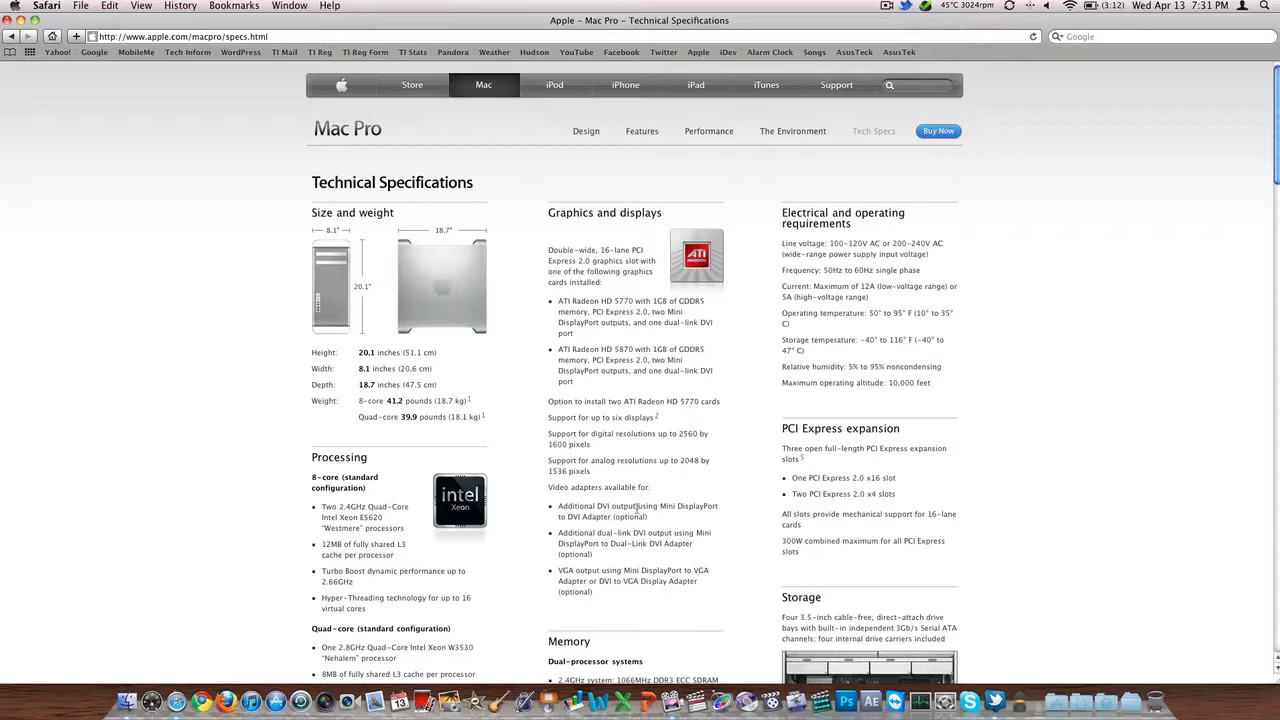 Safari File Edit View History Bookmarks Window Help
45°C 3024rpm (3:12) Wed Apr 13 7:31 PM
Apple – Mac Pro – Technical Specifications
http://www.apple.com/macpro/specs.html
Google
Yahoo! Google MobileMe Tech Inform WordPress TI Mail TI Reg TI Reg Form TI Stats Pandora Weather Hudson YouTube Facebook Twitter Apple iDev Alarm Clock Songs AsusTeck AsusTek
Store Mac iPod iPhone iPad iTunes Support
Mac Pro
Design Features Performance The Environment Tech Specs Buy Now
Technical Specifications
Size and weight
8.1"
18.7"
20.1"
Height: 20.1 inches (51.1 cm)
Width: 8.1 inches (20.6 cm)
Depth: 18.7 inches (47.5 cm)
Weight: 8-core 41.2 pounds (18.7 kg) 1
Quad-core 39.9 pounds (18.1 kg) 1
Processing
8-core (standard
configuration)
intel
Xeon
Two 2.4GHz Quad-Core
Intel Xeon E5620
"Westmere" processors
12MB of fully shared L3
cache per processor
Turbo Boost dynamic performance up to
2.66GHz
Hyper-Threading technology for up to 16
virtual cores
Quad-core (standard configuration)
One 2.8GHz Quad-Core Intel Xeon W3530
"Nehalem" processor
8MB of fully shared L3 cache per processor
Graphics and displays
ATI
RADEON
Double-wide, 16-lane PCI
Express 2.0 graphics slot with
one of the following graphics
cards installed:
ATI Radeon HD 5770 with 1GB of GDDR5
memory, PCI Express 2.0, two Mini
DisplayPort outputs, and one dual-link DVI
port
ATI Radeon HD 5870 with 1GB of GDDR5
memory, PCI Express 2.0, two Mini
DisplayPort outputs, and one dual-link DVI
port
Option to install two ATI Radeon HD 5770 cards
Support for up to six displays 2
Support for digital resolutions up to 2560 by
1600 pixels
Support for analog resolutions up to 2048 by
1536 pixels
Video adapters available for:
Additional DVI output using Mini DisplayPort
to DVI Adapter (optional)
Additional dual-link DVI output using Mini
DisplayPort to Dual-Link DVI Adapter
(optional)
VGA output using Mini DisplayPort to VGA
Adapter or DVI to VGA Display Adapter
(optional)
Memory
Dual-processor systems
2.4GHz system: 1066MHz DDR3 ECC SDRAM
Electrical and operating
requirements
Line voltage: 100-120V AC or 200-240V AC
(wide-range power supply input voltage)
Frequency: 50Hz to 60Hz single phase
Current: Maximum of 12A (low-voltage range) or
5A (high-voltage range)
Operating temperature: 50° to 95° F (10° to 35°
C)
Storage temperature: -40° to 116° F (-40° to
47° C)
Relative humidity: 5% to 95% noncondensing
Maximum operating altitude: 10,000 feet
PCI Express expansion
Three open full-length PCI Express expansion
slots 5
One PCI Express 2.0 x16 slot
Two PCI Express 2.0 x4 slots
All slots provide mechanical support for 16-lane
cards
300W combined maximum for all PCI Express
slots
Storage
Four 3.5-inch cable-free, direct-attach drive
bays with built-in independent 3Gb/s Serial ATA
channels; four internal drive carriers included
13 W X P Ps AE S